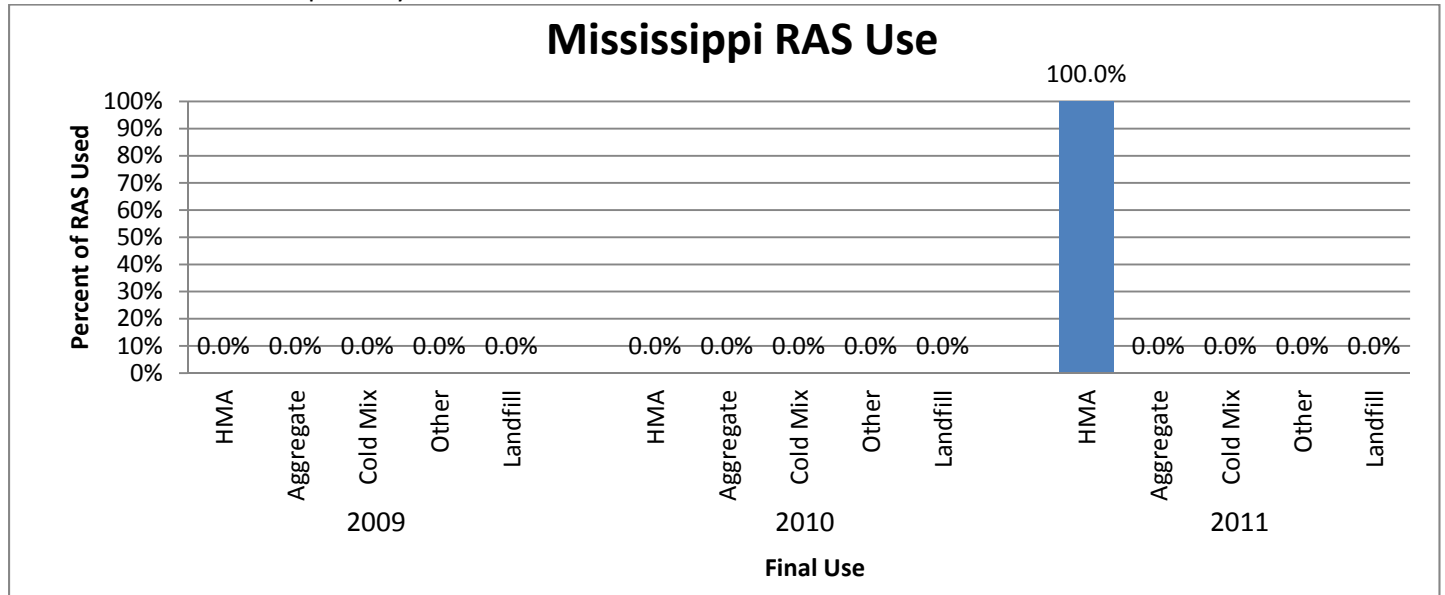 Mississippi RAS Use
100.0%
100%
90%
80%
70%
60%
50%
40%
30%
20%
10%
0%
Percent of RAS Used
0.0% 0.0% 0.0% 0.0% 0.0% 0.0% 0.0% 0.0% 0.0% 0.0% 0.0% 0.0% 0.0% 0.0%
HMA Aggregate Cold Mix Other Landfill HMA Aggregate Cold Mix Other Landfill HMA Aggregate Cold Mix Other Landfill
2009 2010 2011
Final Use